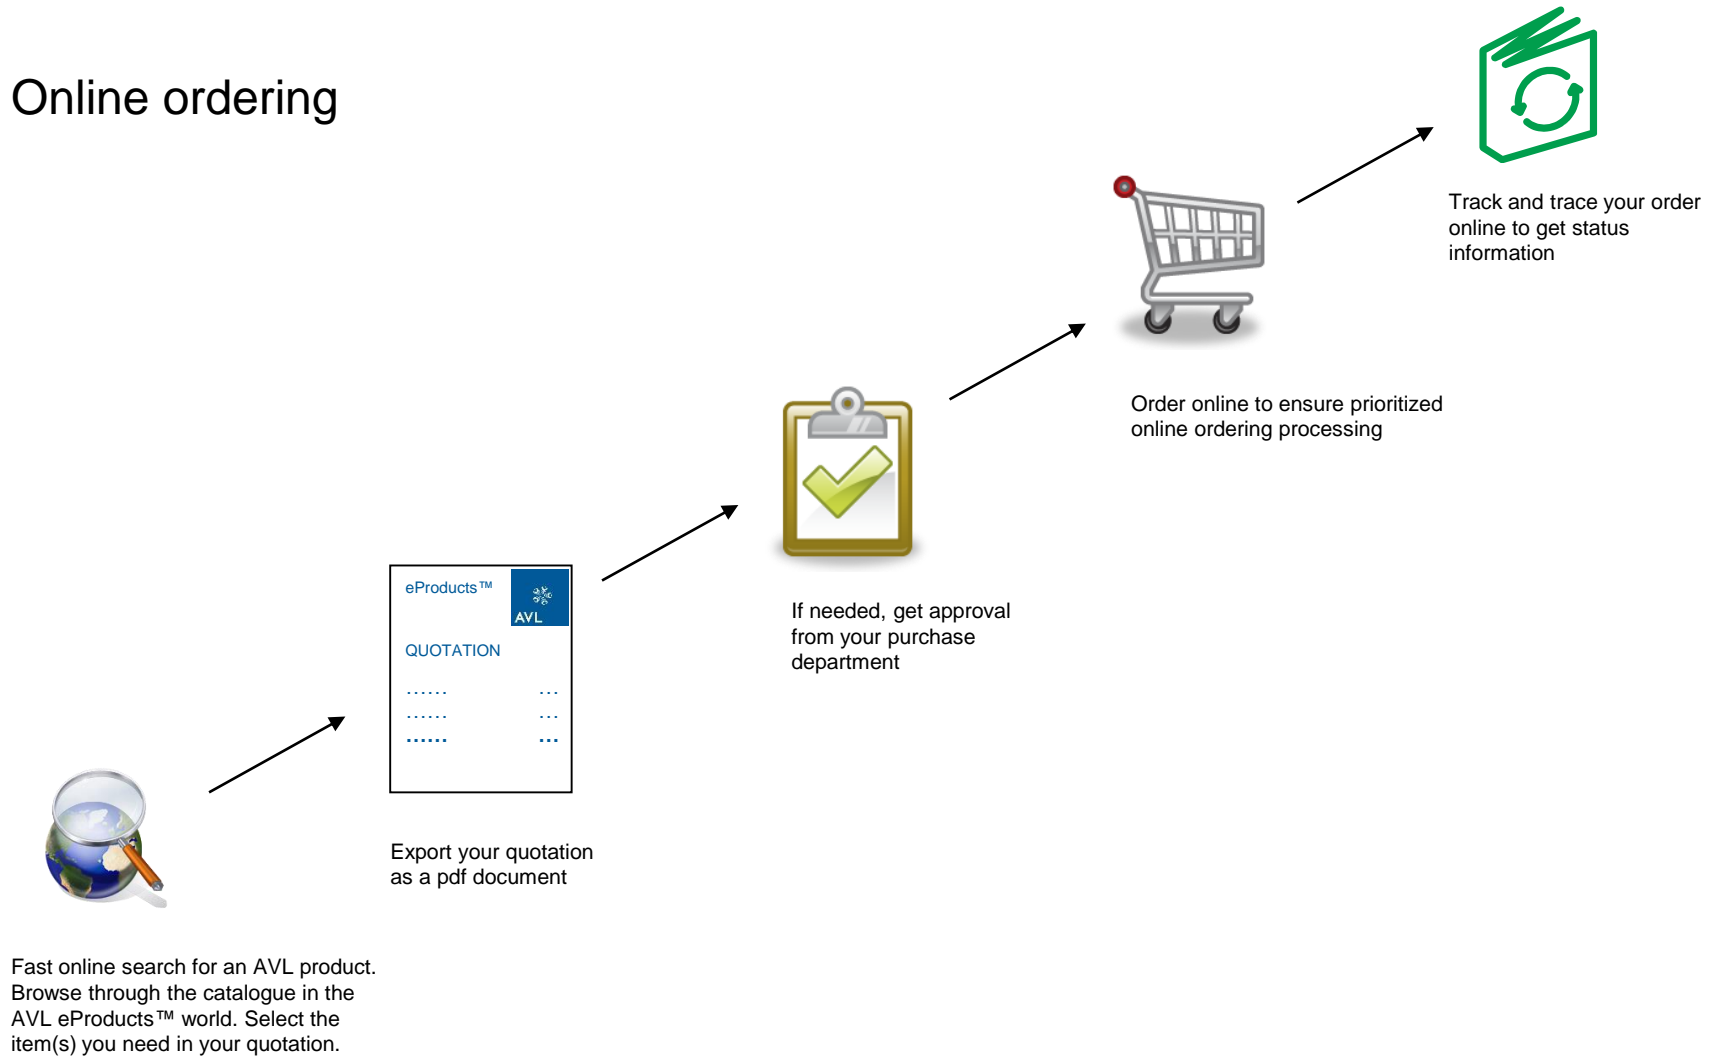 Online ordering
Track and trace your order
online to get status
information
Order online to ensure prioritized
online ordering processing
If needed, get approval
from your purchase
department
eProducts™
AVL
QUOTATION
...... ...
...... ...
...... ...
Export your quotation
as a pdf document
Fast online search for an AVL product.
Browse through the catalogue in the
AVL eProducts™ world. Select the
item(s) you need in your quotation.